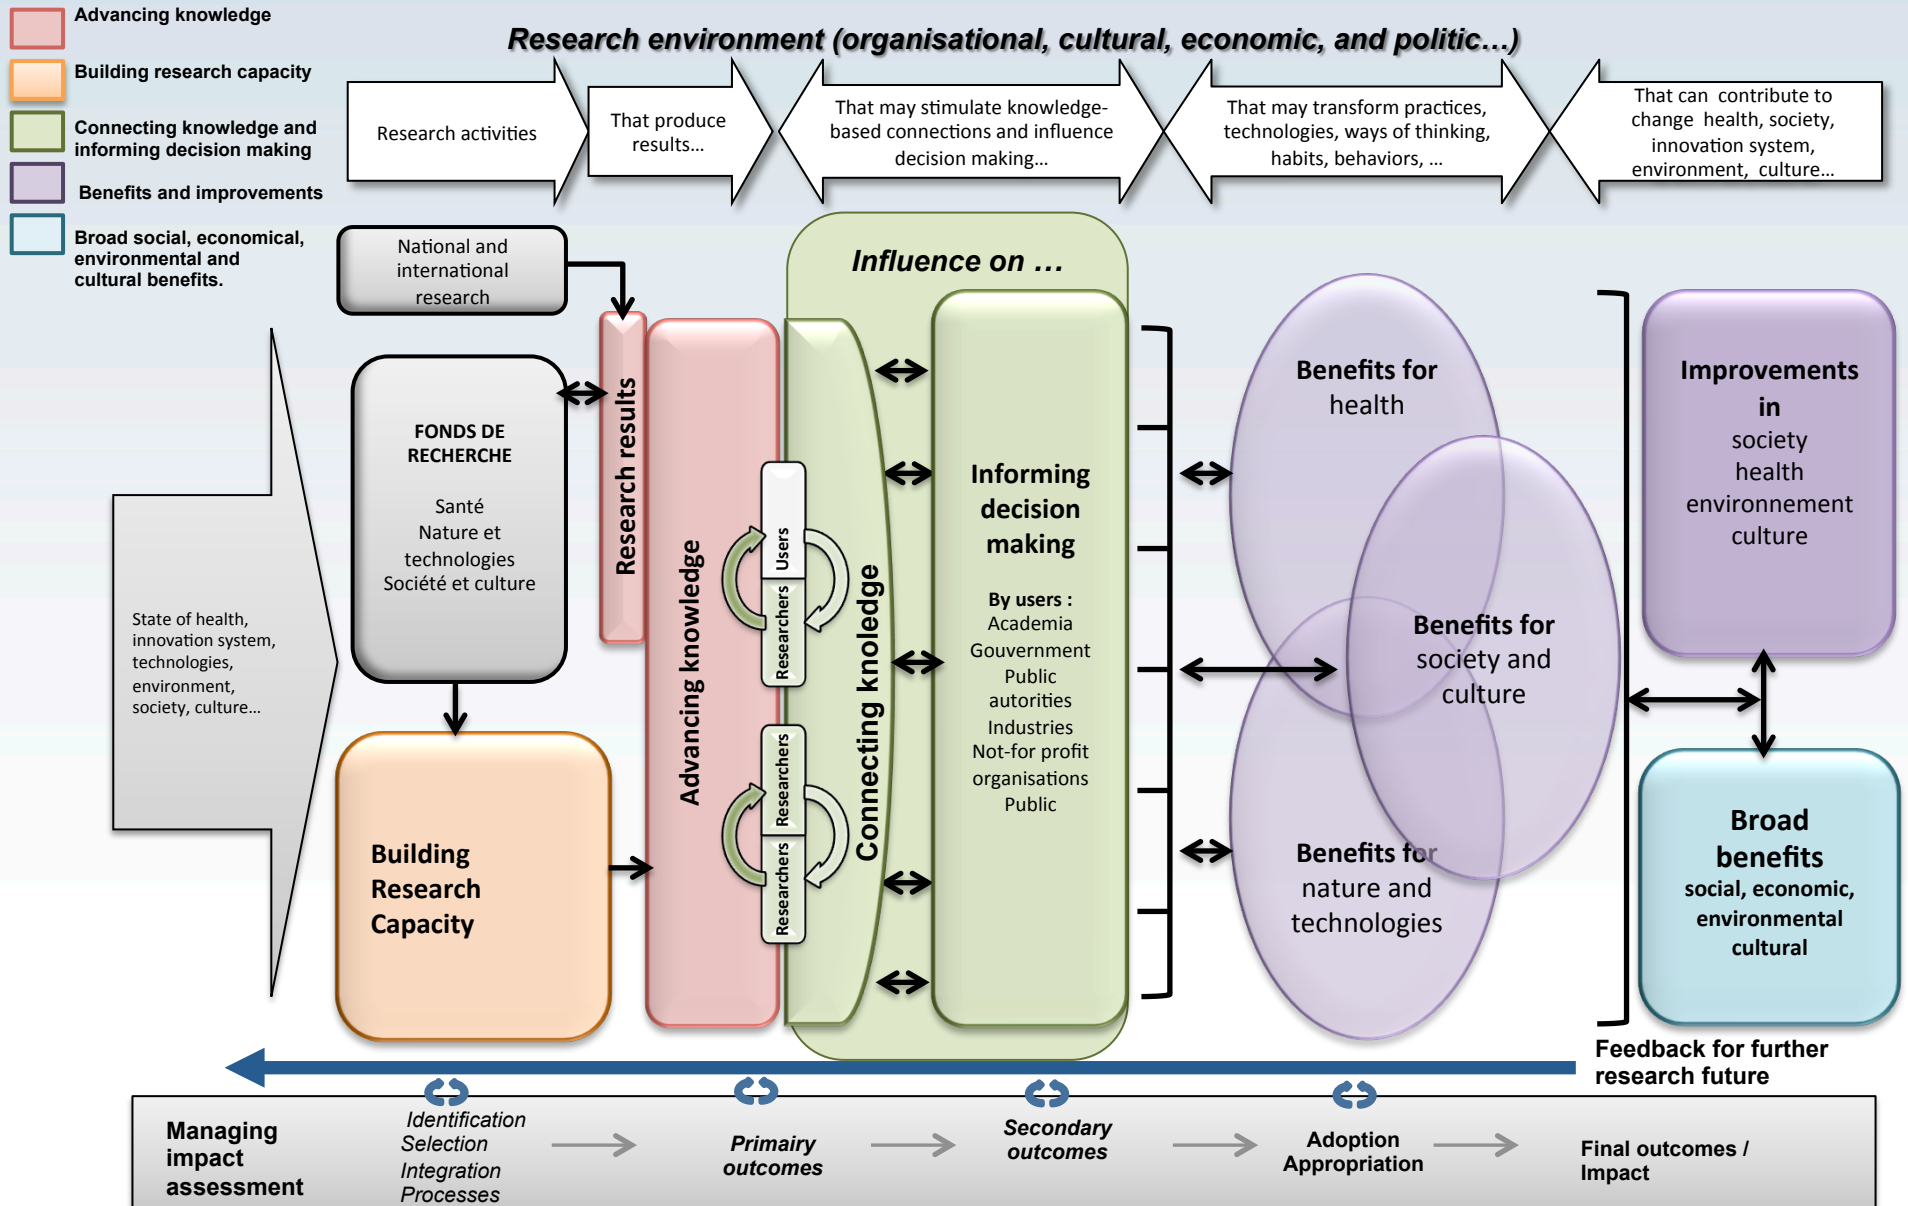 Advancing knowledge
Building research capacity
Connecting knowledge and
informing decision making
Benefits and improvements
Broad social, economical,
environmental and
cultural benefits.
Research environment (organisational, cultural, economic, and politic...)
Research activities
That produce
results...
That may stimulate knowledge-
based connections and influence
decision making...
That may transform practices,
technologies, ways of thinking,
habits, behaviors, ...
That can contribute to
change health, society,
innovation system,
environment, culture...
State of health,
innovation system,
technologies,
environment,
society, culture...
National and
international
research
FONDS DE
RECHERCHE
Santé
Nature et
technologies
Société et culture
Building
Research
Capacity
Research results
Advancing knowledge
Users
Researchers
Researchers
Researchers
Connecting knoledge
Influence on ...
Informing
decision
making
By users :
Academia
Gouvernment
Public
autorities
Industries
Not-for profit
organisations
Public
Benefits for
health
Benefits for
society and
culture
Benefits for
nature and
technologies
Improvements
in
society
health
environnement
culture
Broad
benefits
social, economic,
environmental
cultural
Feedback for further
research future
Managing
impact
assessment
Identification
Selection
Integration
Processes
Primairy
outcomes
Secondary
outcomes
Adoption
Appropriation
Final outcomes /
Impact